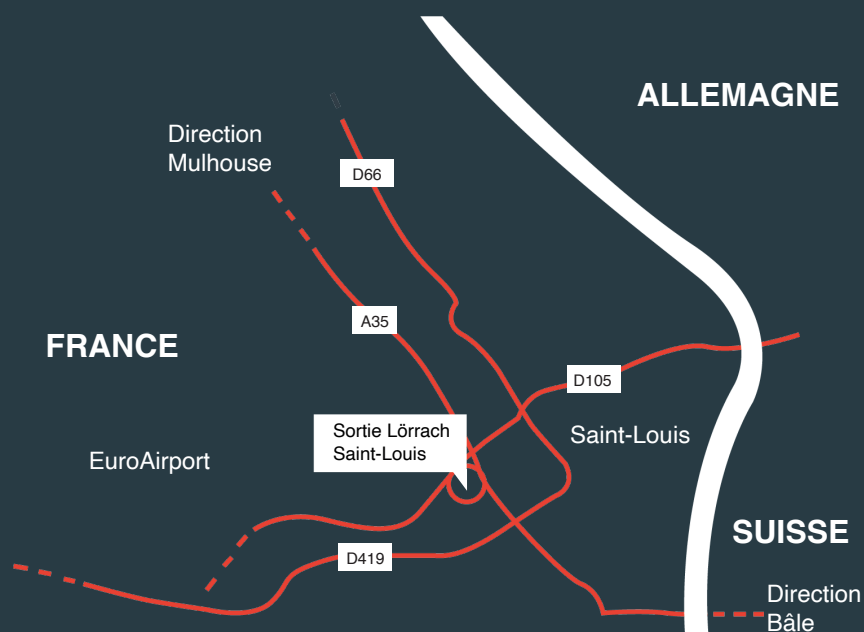 ALLEMAGNE
Direction
Mulhouse
D66
A35
FRANCE
D105
Sortie Lörrach
Saint-Louis
Saint-Louis
EuroAirport
SUISSE
D419
Direction
Bâle